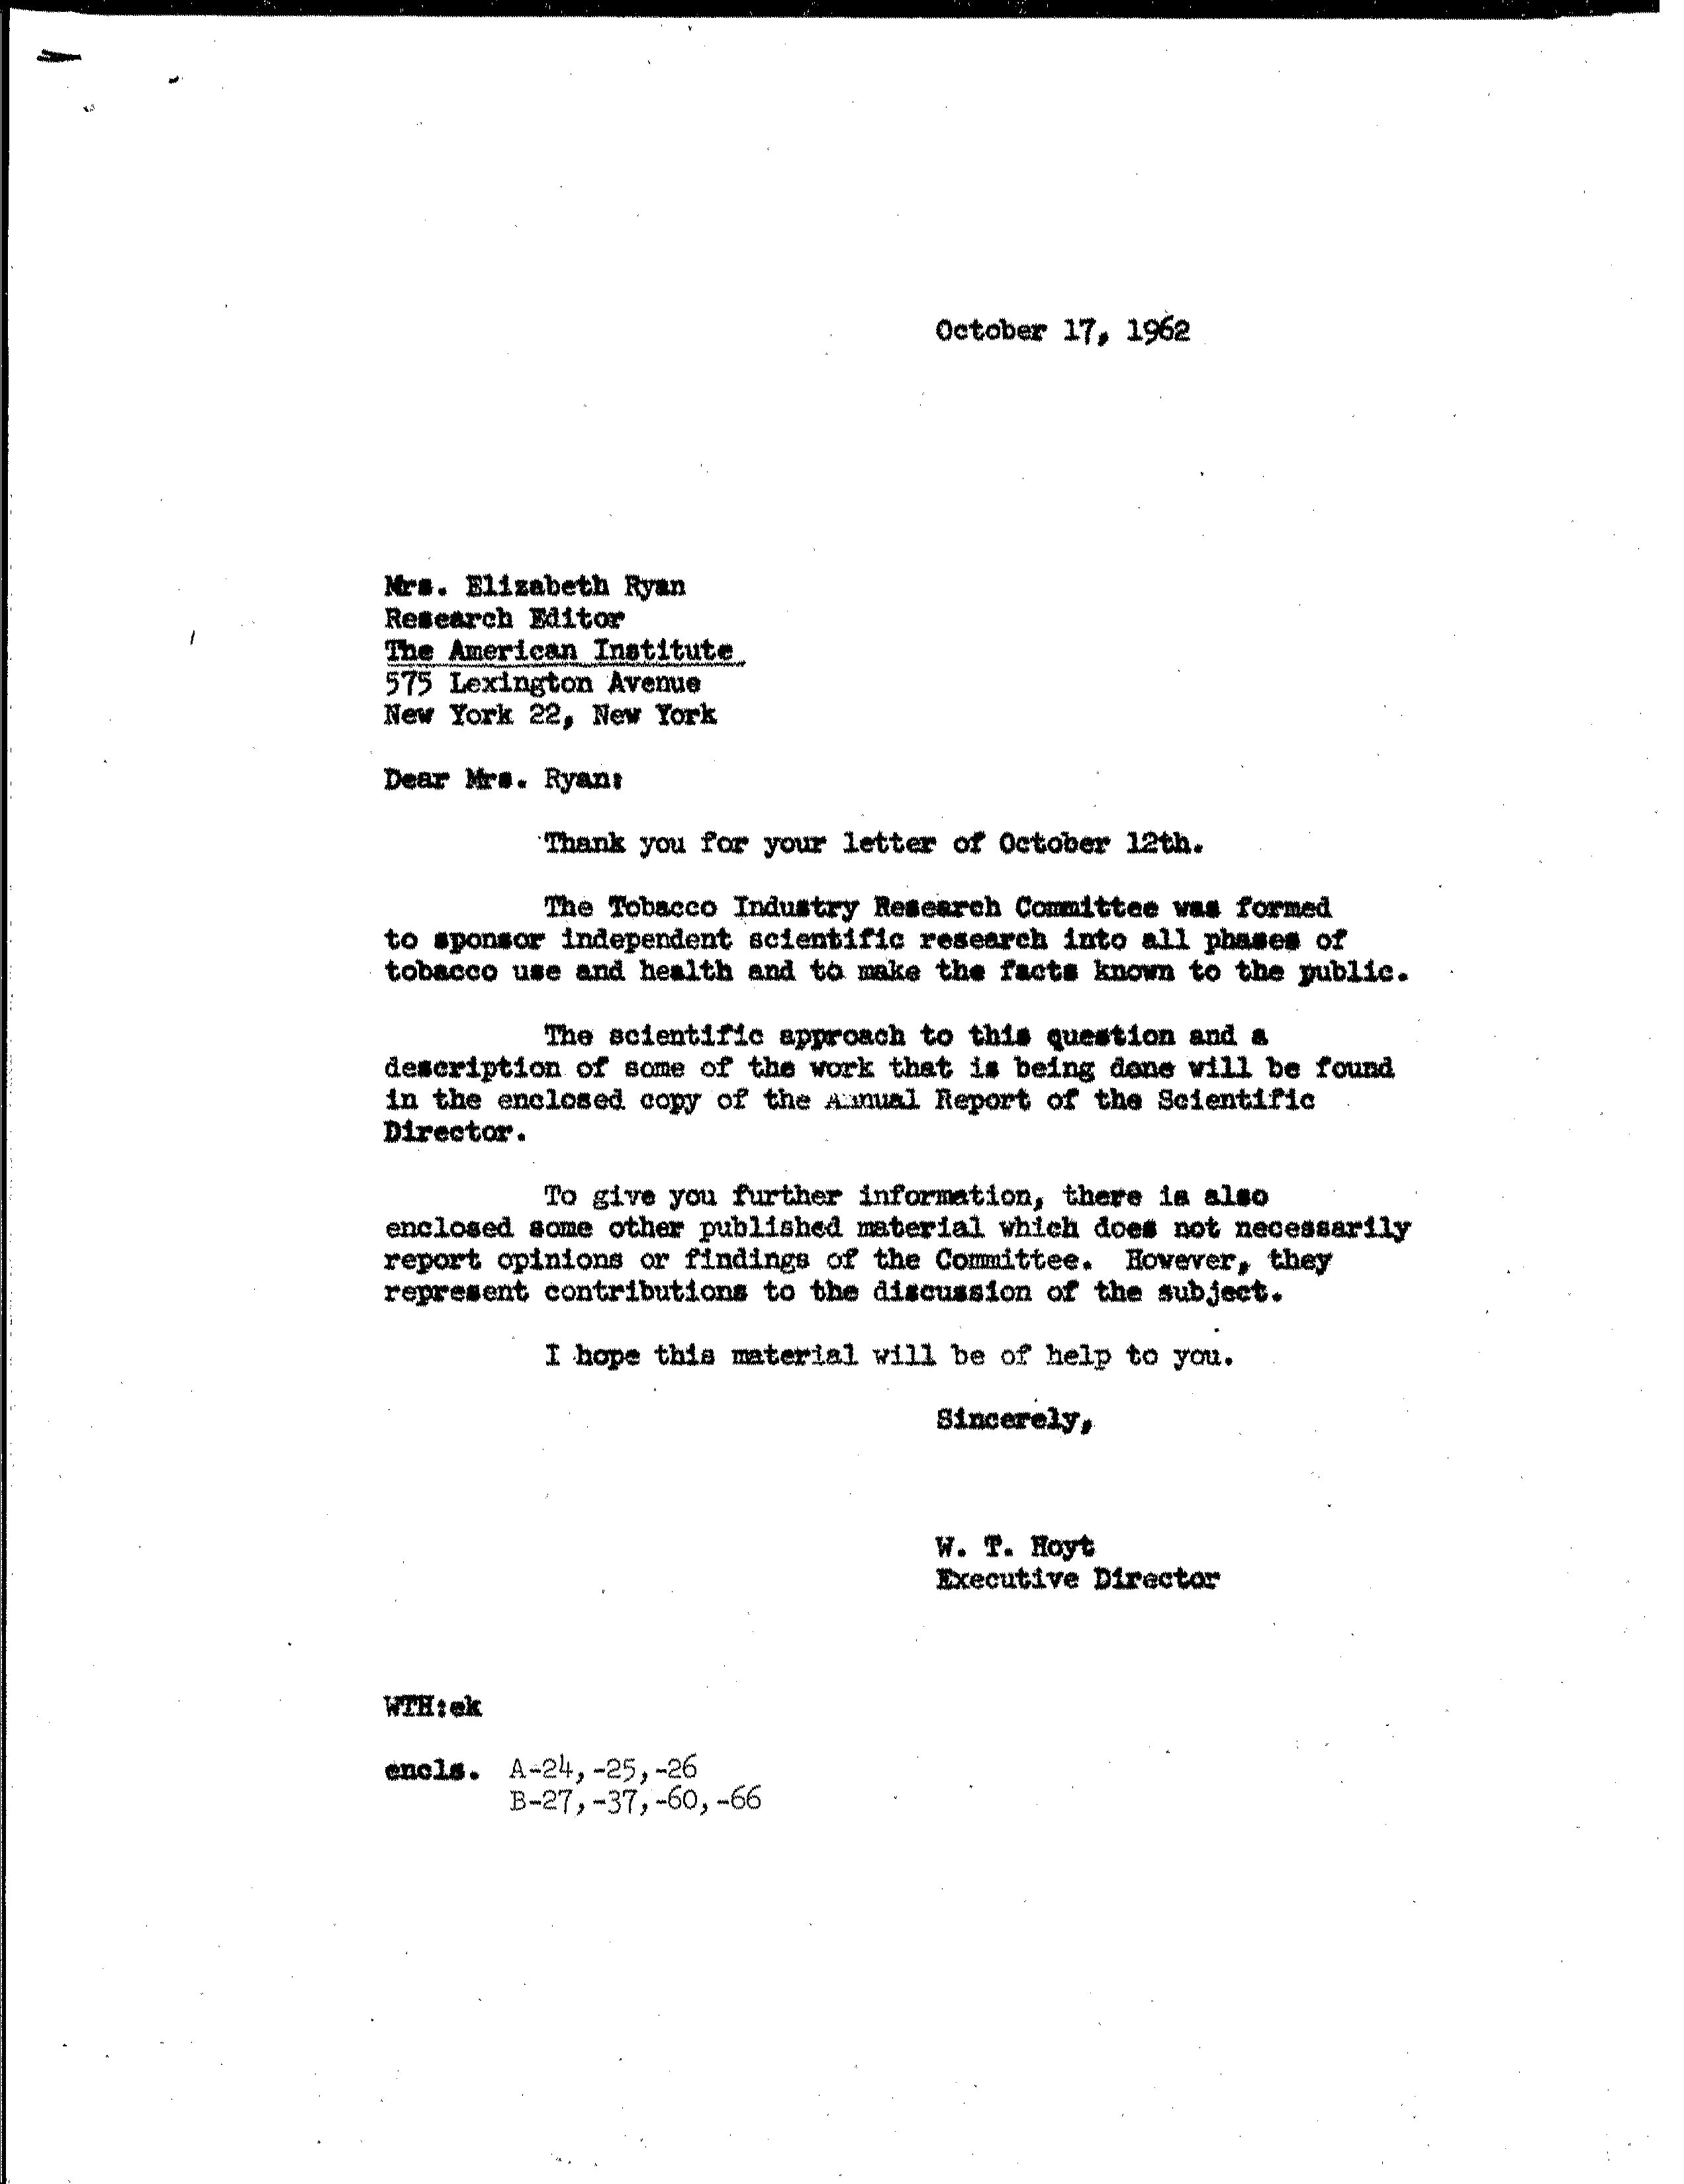 October 17, 1962
Mrs. Elizabeth Ryan
Research Editor
The American Institute
575 Lexington Avenue
New York 22, New York
Dear Mrs. Ryan:
Thank you for your letter of October 12th.
The Tobacco Industry Research Committee was formed
to sponsor independent scientific research into all phases of
tobacco use and health and to make the facts known to the public.
The scientific approach to this question and a
description of some of the work that is being done will be found
in the enclosed copy of the Annual Report of the Scientific
Director.
To give you further information, there is also
enclosed some other published material which does not necessarily
report opinions or findings of the Committee. However, they
represent contributions to the discussion of the subject.
I hope this material will be of help to you.
Sincerely,
W. T. Hoyt
Executive Director
WTH:ek
encls. A-24,-25,-26
B-27,-37,-60,-66